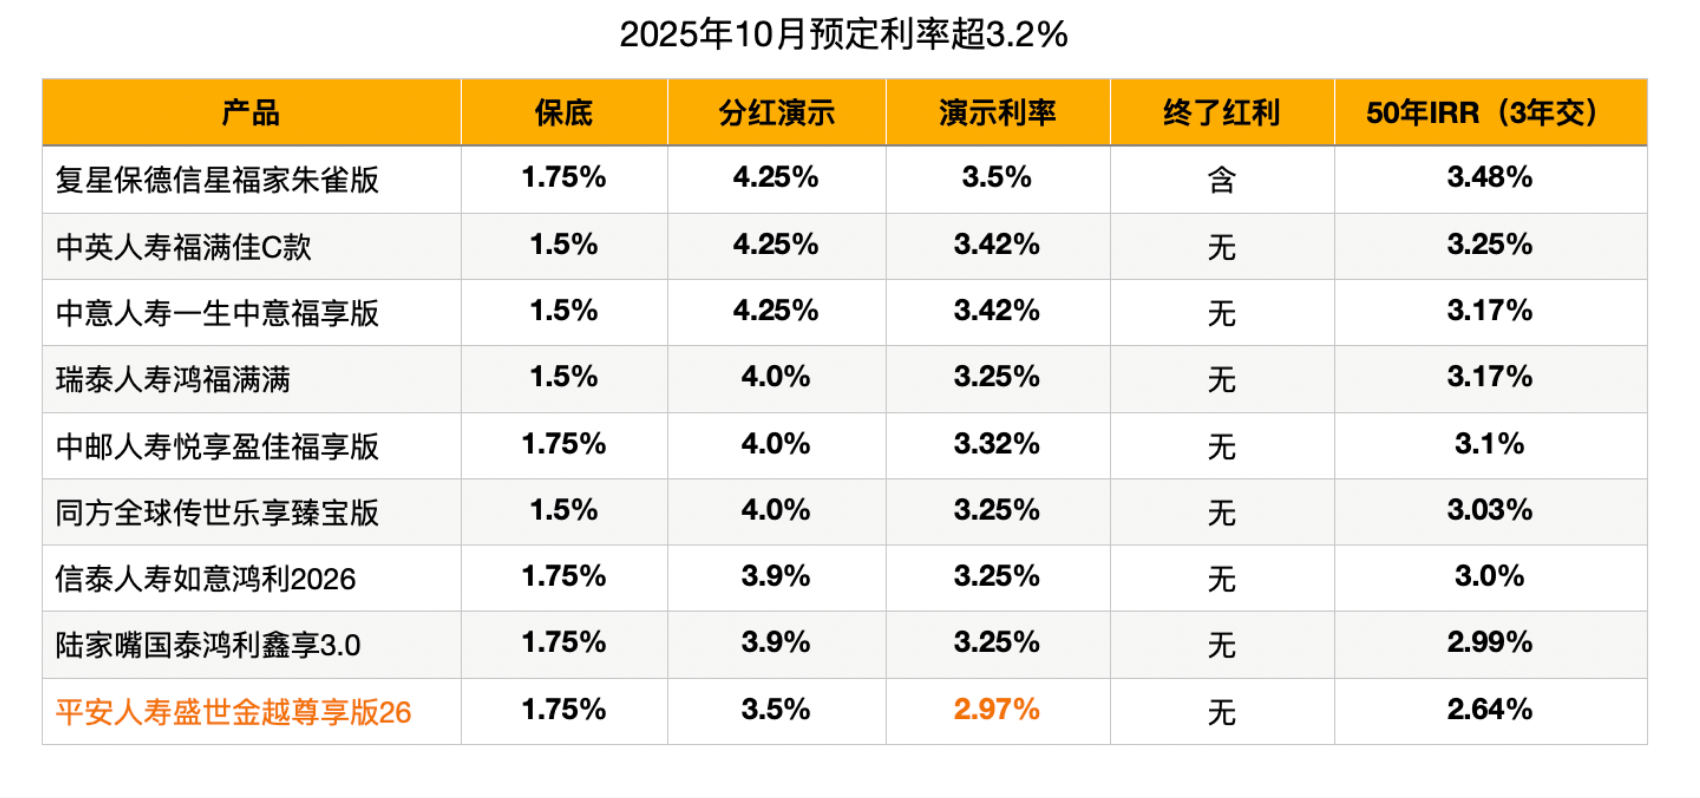 2025年10月预定利率超3.2%
产品 保底 分红演示 演示利率 终了红利 50年IRR（3年交）
复星保德信星福家朱雀版 1.75% 4.25% 3.5% 含 3.48%
中英人寿福满佳C款 1.5% 4.25% 3.42% 无 3.25%
中意人寿一生中意福享版 1.5% 4.25% 3.42% 无 3.17%
瑞泰人寿鸿福满满 1.5% 4.0% 3.25% 无 3.17%
中邮人寿悦享盈佳福享版 1.75% 4.0% 3.32% 无 3.1%
同方全球传世乐享臻宝版 1.5% 4.0% 3.25% 无 3.03%
信泰人寿如意鸿利2026 1.75% 3.9% 3.25% 无 3.0%
陆家嘴国泰鸿利鑫享3.0 1.75% 3.9% 3.25% 无 2.99%
平安人寿盛世金越尊享版26 1.75% 3.5% 2.97% 无 2.64%